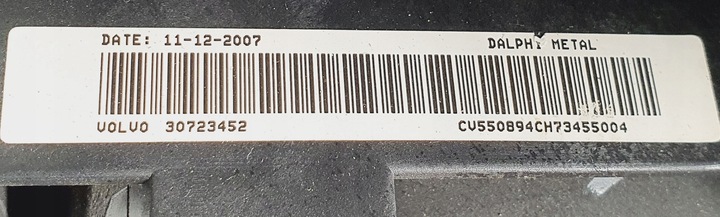 DATE: 11-12-2007 DALPHI METAL
VOLVO 30723452 CV550894CH73455004